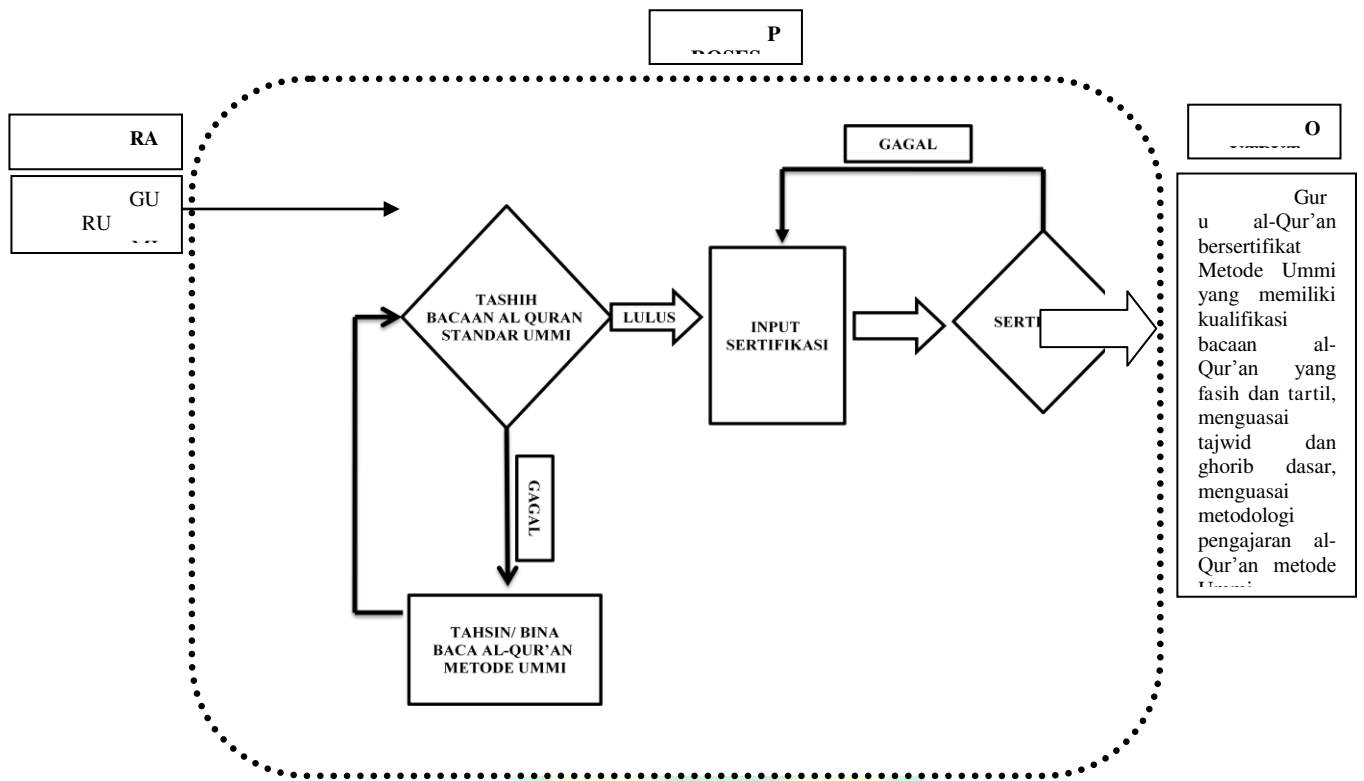 P
RA
GU
RU
GAGAL
TASHIH
BACAAN AL QURAN
STANDAR UMMI
LULUS
INPUT
SERTIFIKASI
SERTI
GAGAL
TAHSIN/ BINA
BACA AL-QUR’AN
METODE UMMI
O
Gur
u al-Qur’an
bersertifikat
Metode Ummi
yang memiliki
kualifikasi
bacaan al-
Qur’an yang
fasih dan tartil,
menguasai
tajwid dan
ghorib dasar,
menguasai
metodologi
pengajaran al-
Qur’an metode